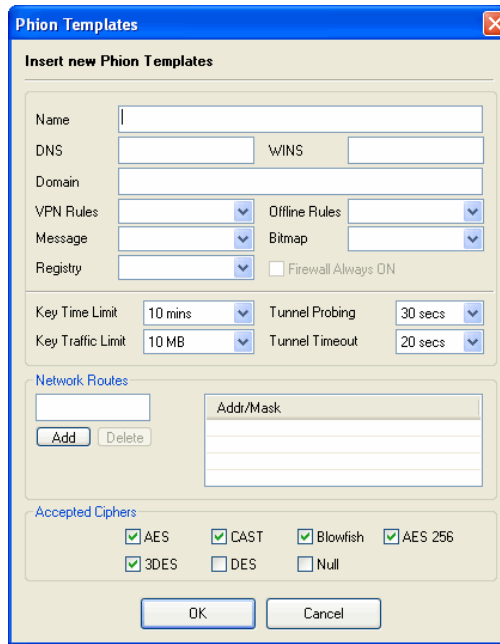 Phion Templates
Insert new Phion Templates
Name
DNS WINS
Domain
VPN Rules Offline Rules
Message Bitmap
Registry Firewall Always ON
Key Time Limit 10 mins Tunnel Probing 30 secs
Key Traffic Limit 10 MB Tunnel Timeout 20 secs
Network Routes
Addr/Mask
Add Delete
Accepted Ciphers
AES CAST Blowfish AES 256
3DES DES Null
OK Cancel